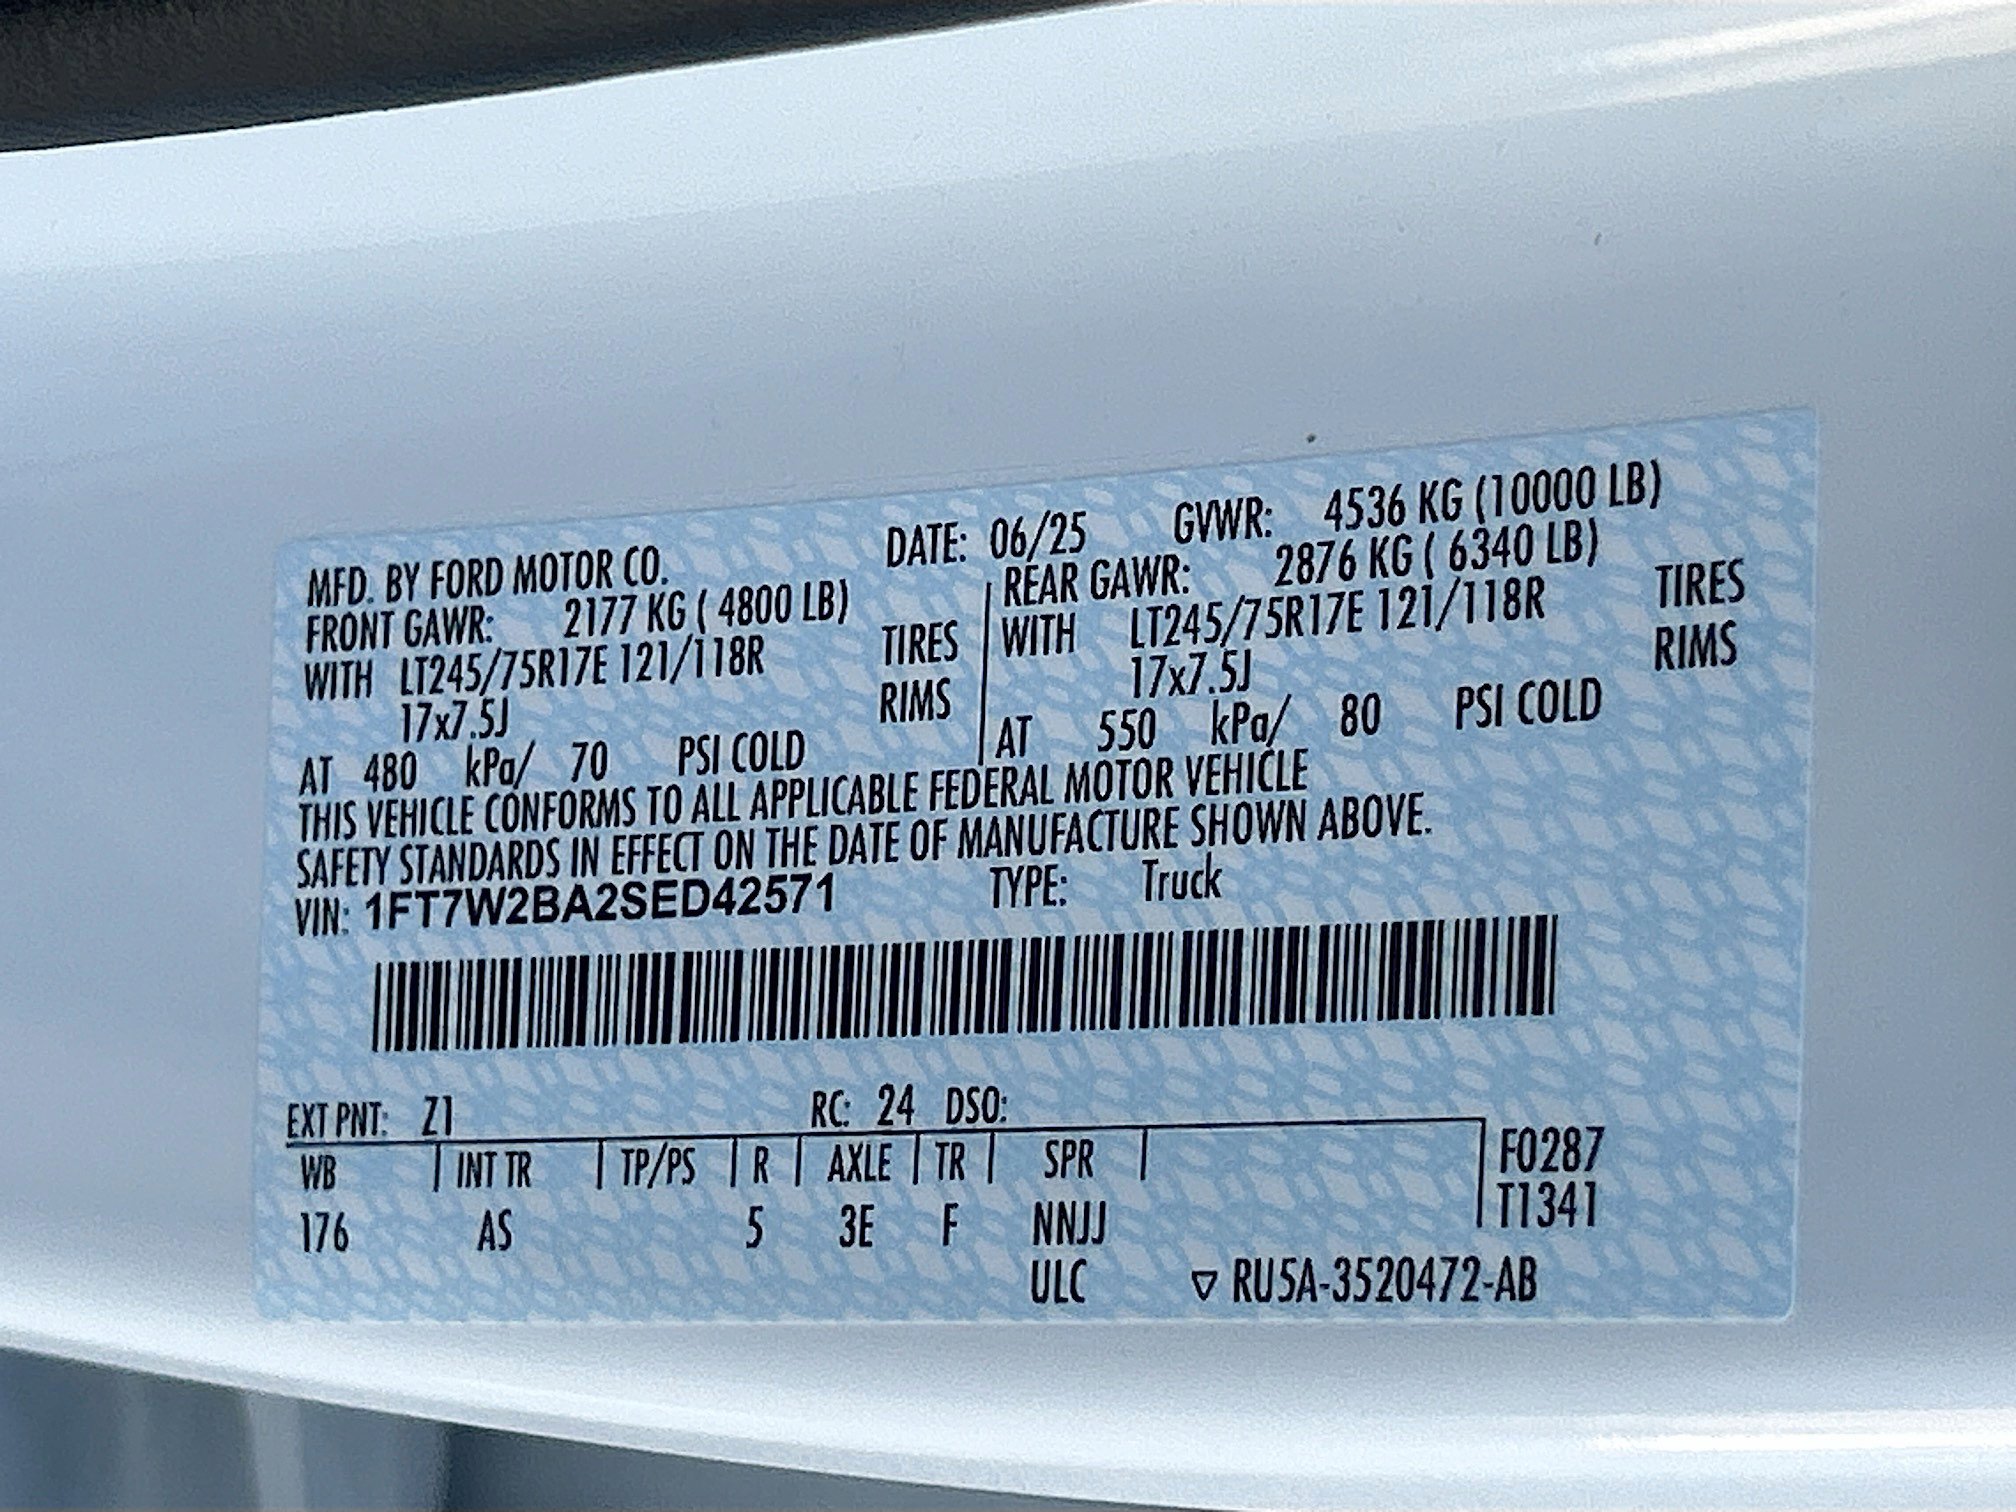 MFD. BY FORD MOTOR CO. DATE: 06/25 GVWR: 4536 KG (10000 LB)
FRONT GAWR: 2177 KG ( 4800 LB) REAR GAWR: 2876 KG ( 6340 LB)
WITH LT245/75R17E 121/118R TIRES WITH LT245/75R17E 121/118R TIRES
17x7.5J RIMS 17x7.5J RIMS
AT 480 kPa/ 70 PSI COLD AT 550 kPa/ 80 PSI COLD
THIS VEHICLE CONFORMS TO ALL APPLICABLE FEDERAL MOTOR VEHICLE
SAFETY STANDARDS IN EFFECT ON THE DATE OF MANUFACTURE SHOWN ABOVE.
VIN: 1FT7W2BA2SED42571 TYPE: Truck
EXT PNT: Z1 RC: 24 DSO:
WB INT TR TP/PS R AXLE TR SPR F0287
176 AS 5 3E F NNJJ T1341
ULC ▽ RU5A-3520472-AB